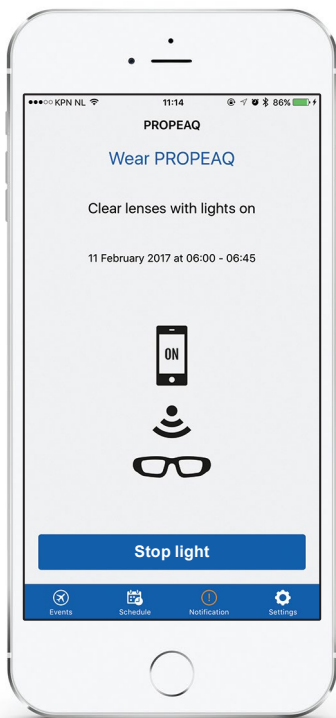 ●●●○○ KPN NL 11:14 86%
PROPEAQ
Wear PROPEAQ
Clear lenses with lights on
11 February 2017 at 06:00 - 06:45
ON
Stop light
Events Schedule Notification Settings